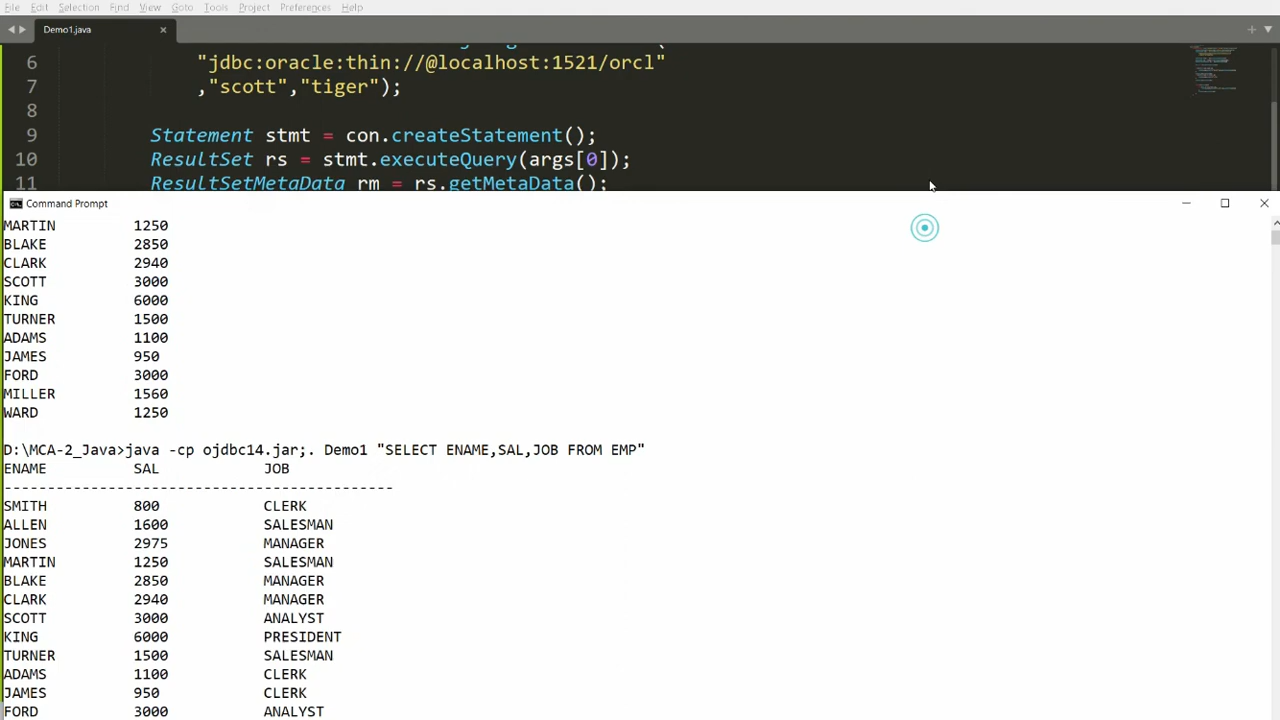 File Edit Selection Find View Goto Tools Project Preferences Help
Demo1.java
6 "jdbc:oracle:thin://@localhost:1521/orcl"
7 ,"scott","tiger");
8
9 Statement stmt = con.createStatement();
10 ResultSet rs = stmt.executeQuery(args[0]);
11 ResultSetMetaData rm = rs.getMetaData();
Command Prompt
MARTIN 1250
BLAKE 2850
CLARK 2940
SCOTT 3000
KING 6000
TURNER 1500
ADAMS 1100
JAMES 950
FORD 3000
MILLER 1560
WARD 1250
D:\MCA-2_Java>java -cp ojdbc14.jar;. Demo1 "SELECT ENAME,SAL,JOB FROM EMP"
ENAME SAL JOB
---------------------------------------------
SMITH 800 CLERK
ALLEN 1600 SALESMAN
JONES 2975 MANAGER
MARTIN 1250 SALESMAN
BLAKE 2850 MANAGER
CLARK 2940 MANAGER
SCOTT 3000 ANALYST
KING 6000 PRESIDENT
TURNER 1500 SALESMAN
ADAMS 1100 CLERK
JAMES 950 CLERK
FORD 3000 ANALYST